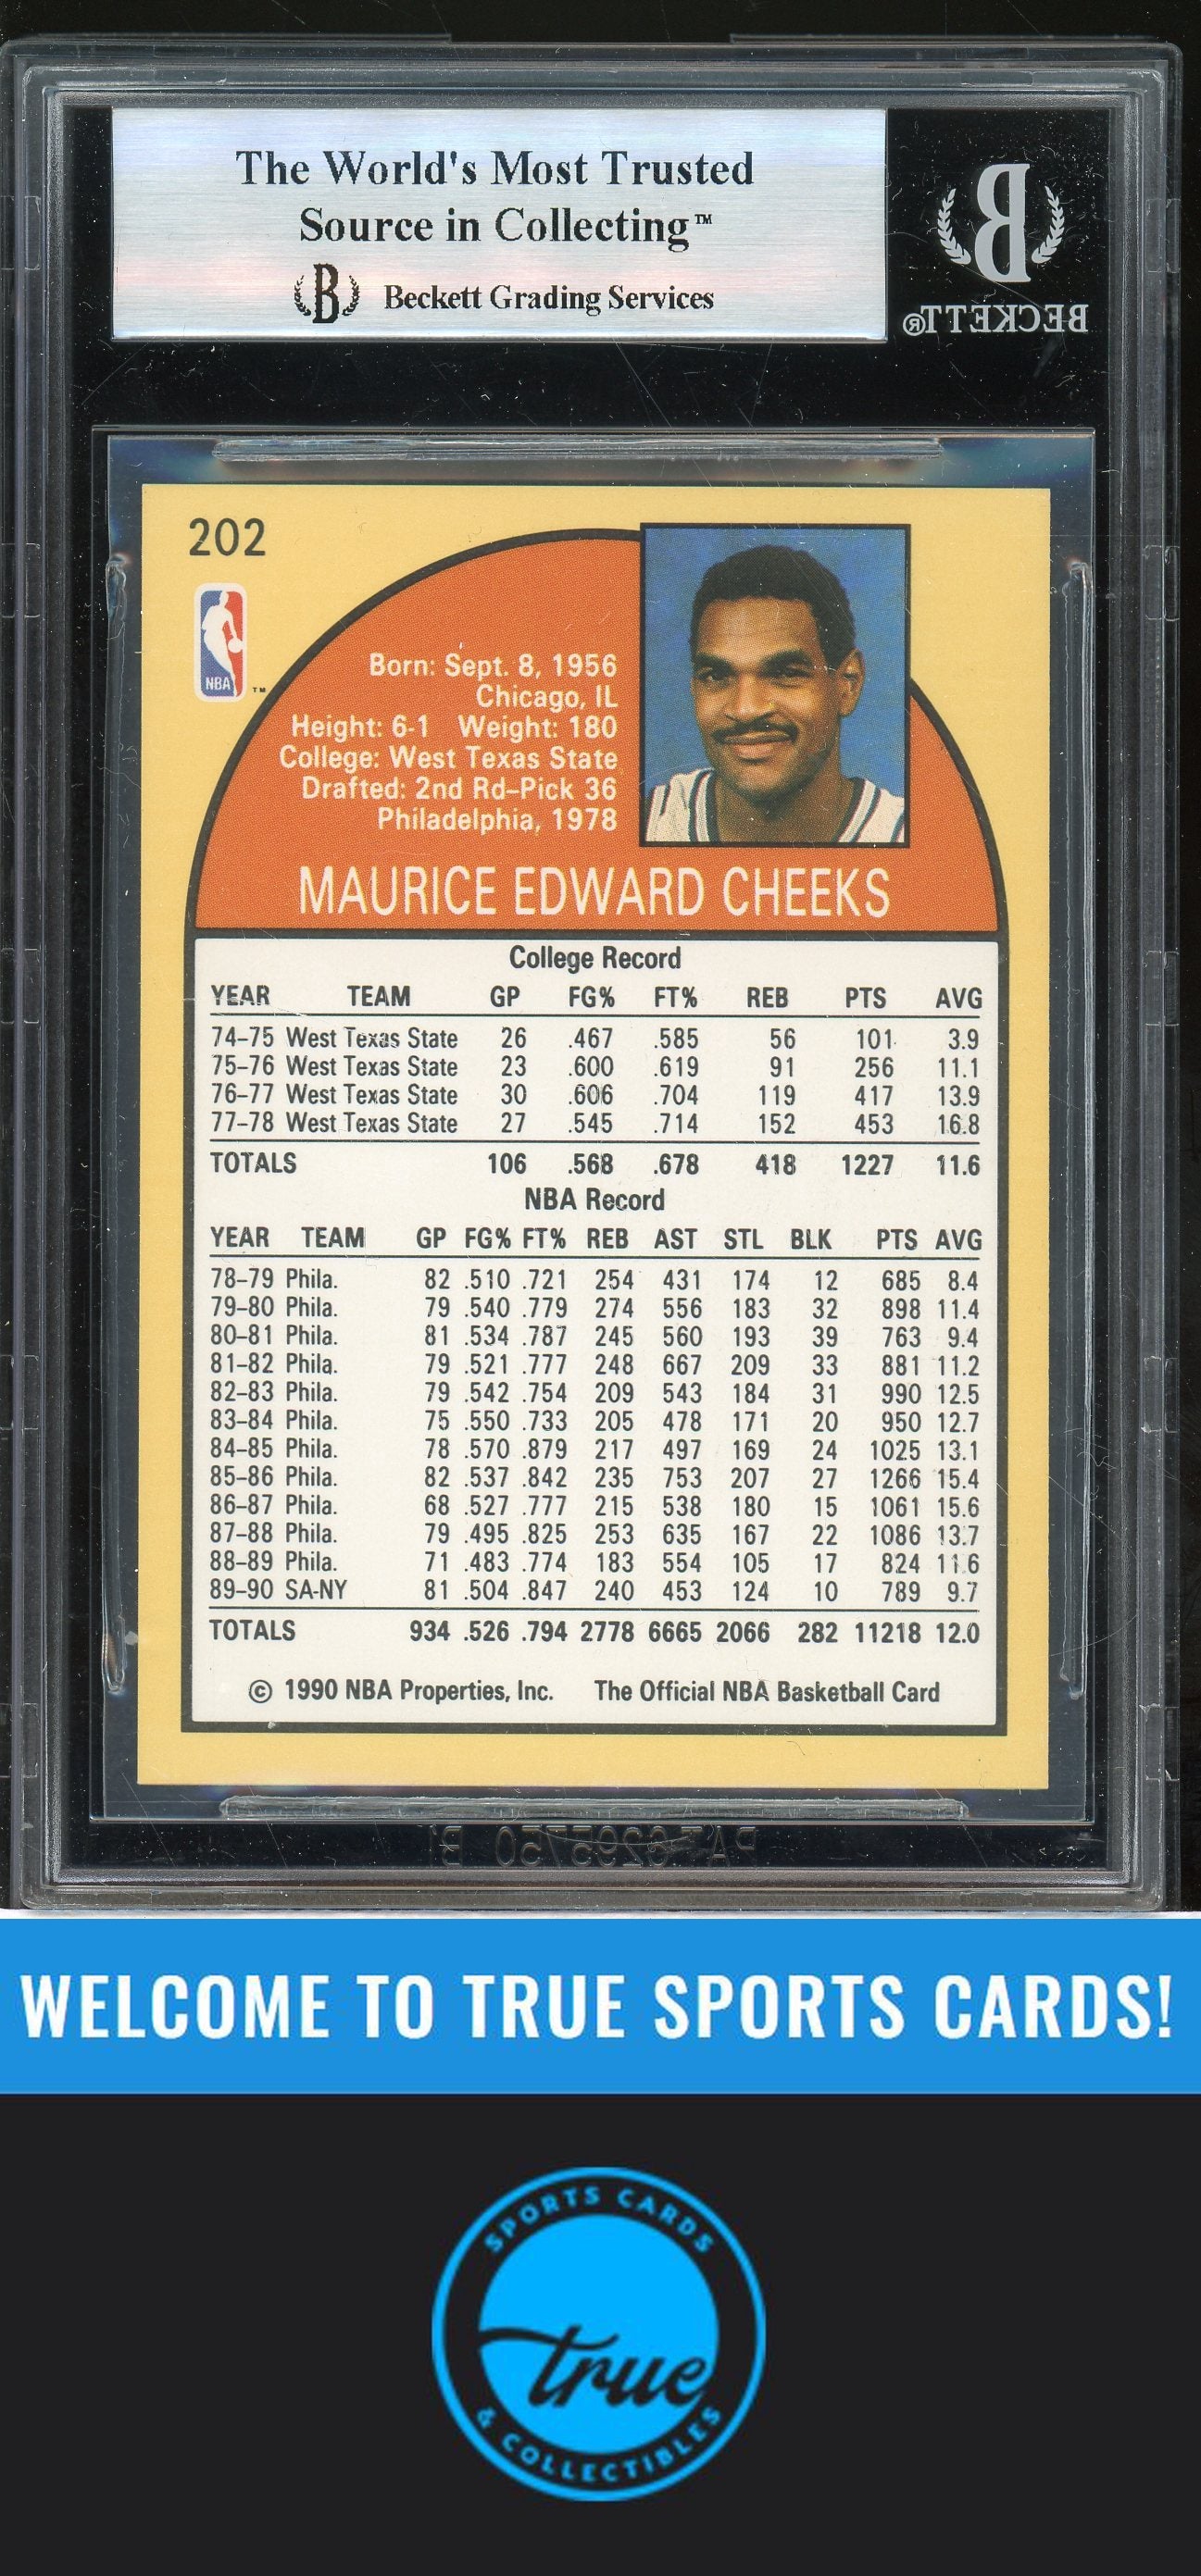 The World's Most Trusted
Source in Collecting™
B Beckett Grading Services
B
BECKETT®
202
NBA ™
Born: Sept. 8, 1956
Chicago, IL
Height: 6-1 Weight: 180
College: West Texas State
Drafted: 2nd Rd–Pick 36
Philadelphia, 1978
MAURICE EDWARD CHEEKS
College Record
YEAR TEAM GP FG% FT% REB PTS AVG
74–75 West Texas State 26 .467 .585 56 101 3.9
75–76 West Texas State 23 .600 .619 91 256 11.1
76–77 West Texas State 30 .606 .704 119 417 13.9
77–78 West Texas State 27 .545 .714 152 453 16.8
TOTALS 106 .568 .678 418 1227 11.6
NBA Record
YEAR TEAM GP FG% FT% REB AST STL BLK PTS AVG
78–79 Phila. 82 .510 .721 254 431 174 12 685 8.4
79–80 Phila. 79 .540 .779 274 556 183 32 898 11.4
80–81 Phila. 81 .534 .787 245 560 193 39 763 9.4
81–82 Phila. 79 .521 .777 248 667 209 33 881 11.2
82–83 Phila. 79 .542 .754 209 543 184 31 990 12.5
83–84 Phila. 75 .550 .733 205 478 171 20 950 12.7
84–85 Phila. 78 .570 .879 217 497 169 24 1025 13.1
85–86 Phila. 82 .537 .842 235 753 207 27 1266 15.4
86–87 Phila. 68 .527 .777 215 538 180 15 1061 15.6
87–88 Phila. 79 .495 .825 253 635 167 22 1086 13.7
88–89 Phila. 71 .483 .774 183 554 105 17 824 11.6
89–90 SA-NY 81 .504 .847 240 453 124 10 789 9.7
TOTALS 934 .526 .794 2778 6665 2066 282 11218 12.0
© 1990 NBA Properties, Inc. The Official NBA Basketball Card
WELCOME TO TRUE SPORTS CARDS!
SPORTS CARDS
true
& COLLECTIBLES